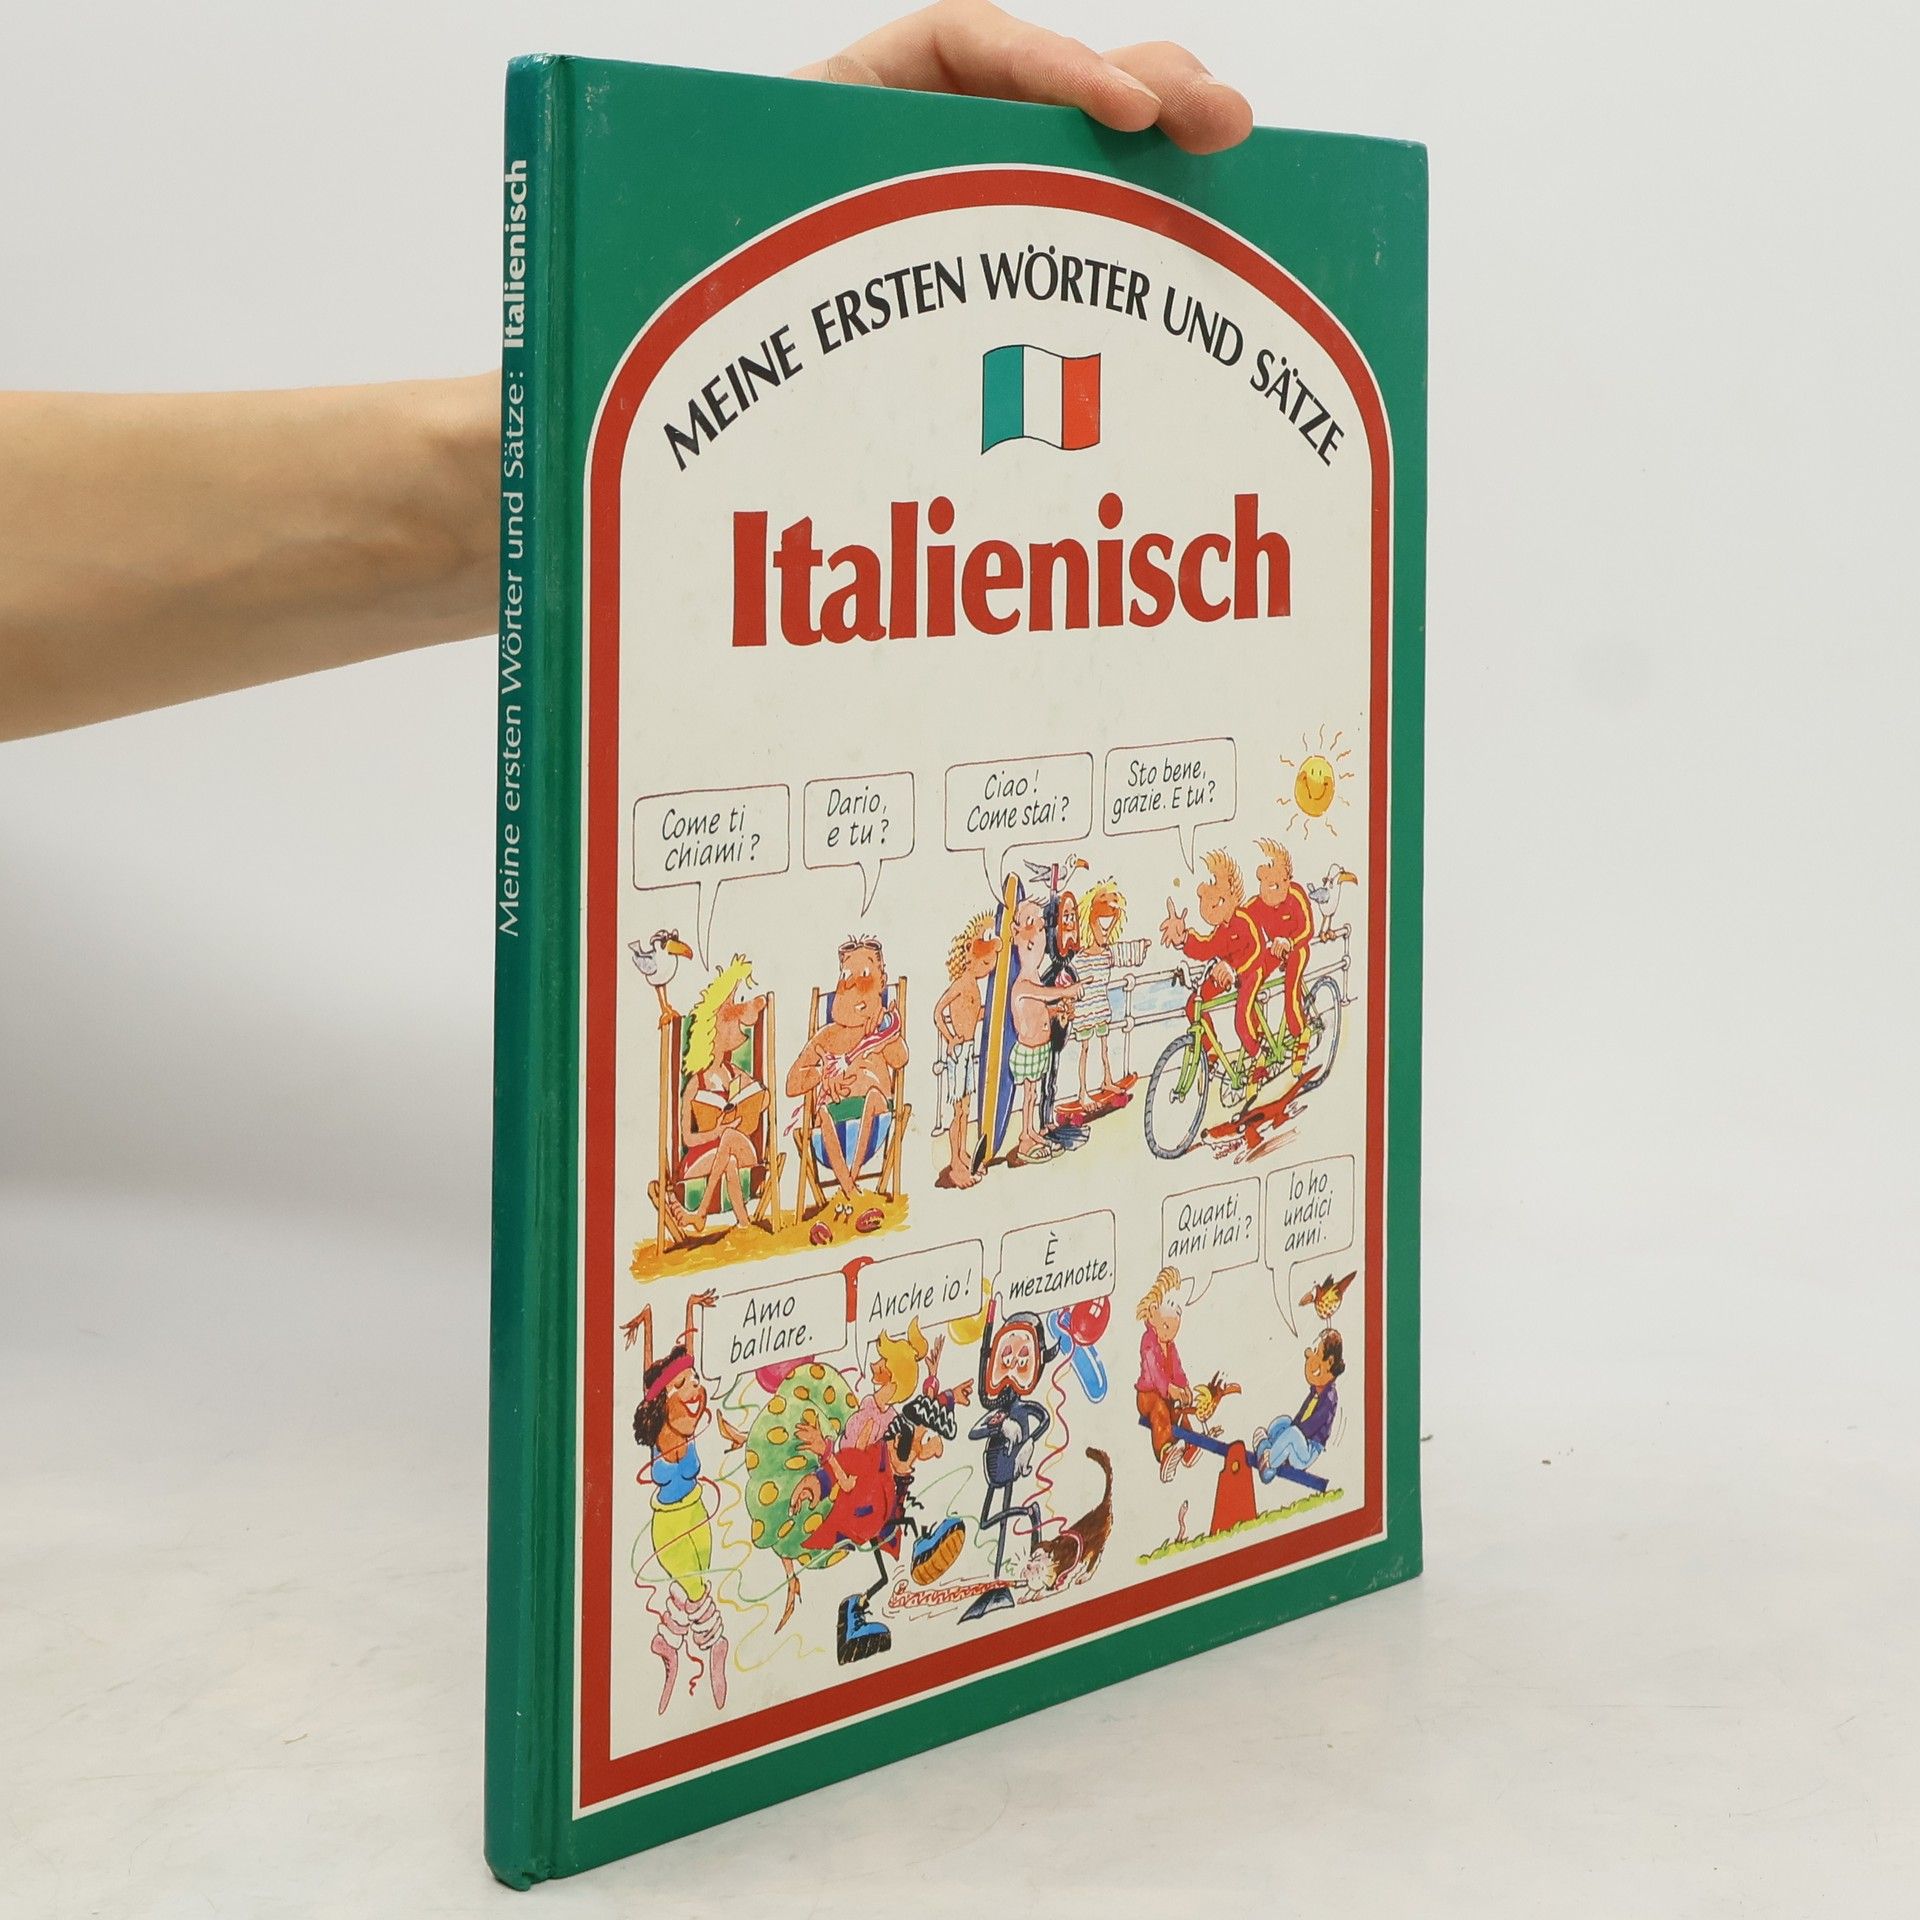 Meine ersten Wörter und Sätze: Italienisch
MEINE ERSTEN WÖRTER UND SÄTZE
Italienisch
Come ti
chiami?
Dario,
e tu?
Ciao!
Come stai?
Sto bene,
grazie. E tu?
Amo
ballare.
Anche io!
È
mezzanotte.
Quanti
anni hai?
Io ho
undici
anni.